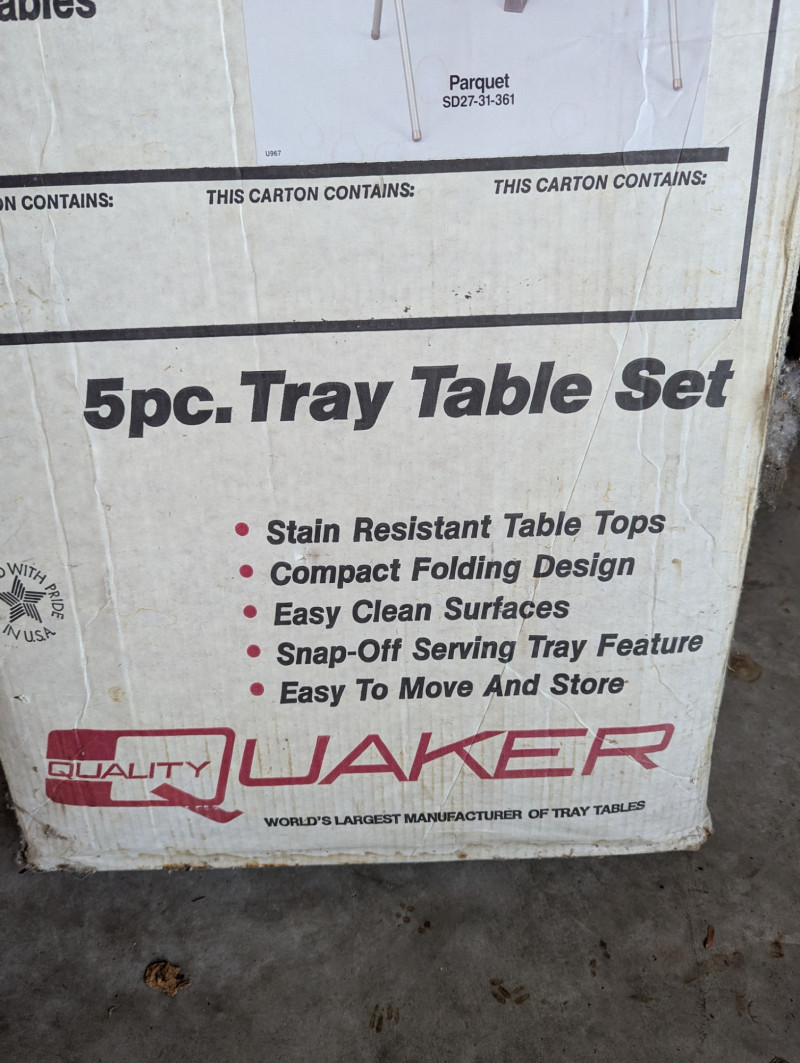 ables
Parquet
SD27-31-361
U967
N CONTAINS:
THIS CARTON CONTAINS:
THIS CARTON CONTAINS:
5pc. Tray Table Set
• Stain Resistant Table Tops
• Compact Folding Design
• Easy Clean Surfaces
• Snap-Off Serving Tray Feature
• Easy To Move And Store
WITH PRIDE
IN U.S.A.
QUALITY QUAKER
WORLD'S LARGEST MANUFACTURER OF TRAY TABLES